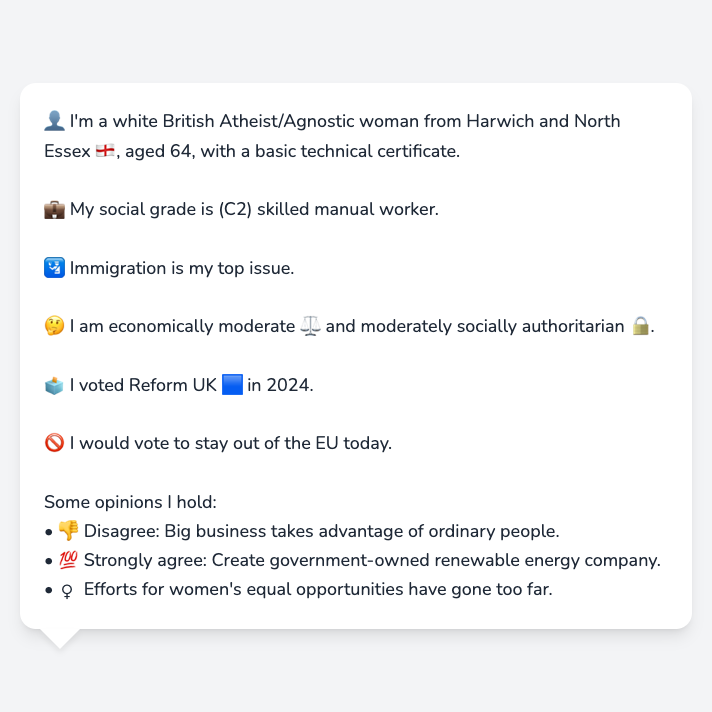 👤 I'm a white British Atheist/Agnostic woman from Harwich and North
Essex 🏴󠁧󠁢󠁥󠁮󠁧󠁿, aged 64, with a basic technical certificate.
💼 My social grade is (C2) skilled manual worker.
🛂 Immigration is my top issue.
🤔 I am economically moderate ⚖️ and moderately socially authoritarian 🔒.
🗳️ I voted Reform UK 🟦 in 2024.
🚫 I would vote to stay out of the EU today.
Some opinions I hold:
• 👎 Disagree: Big business takes advantage of ordinary people.
• 💯 Strongly agree: Create government-owned renewable energy company.
• ♀ Efforts for women's equal opportunities have gone too far.